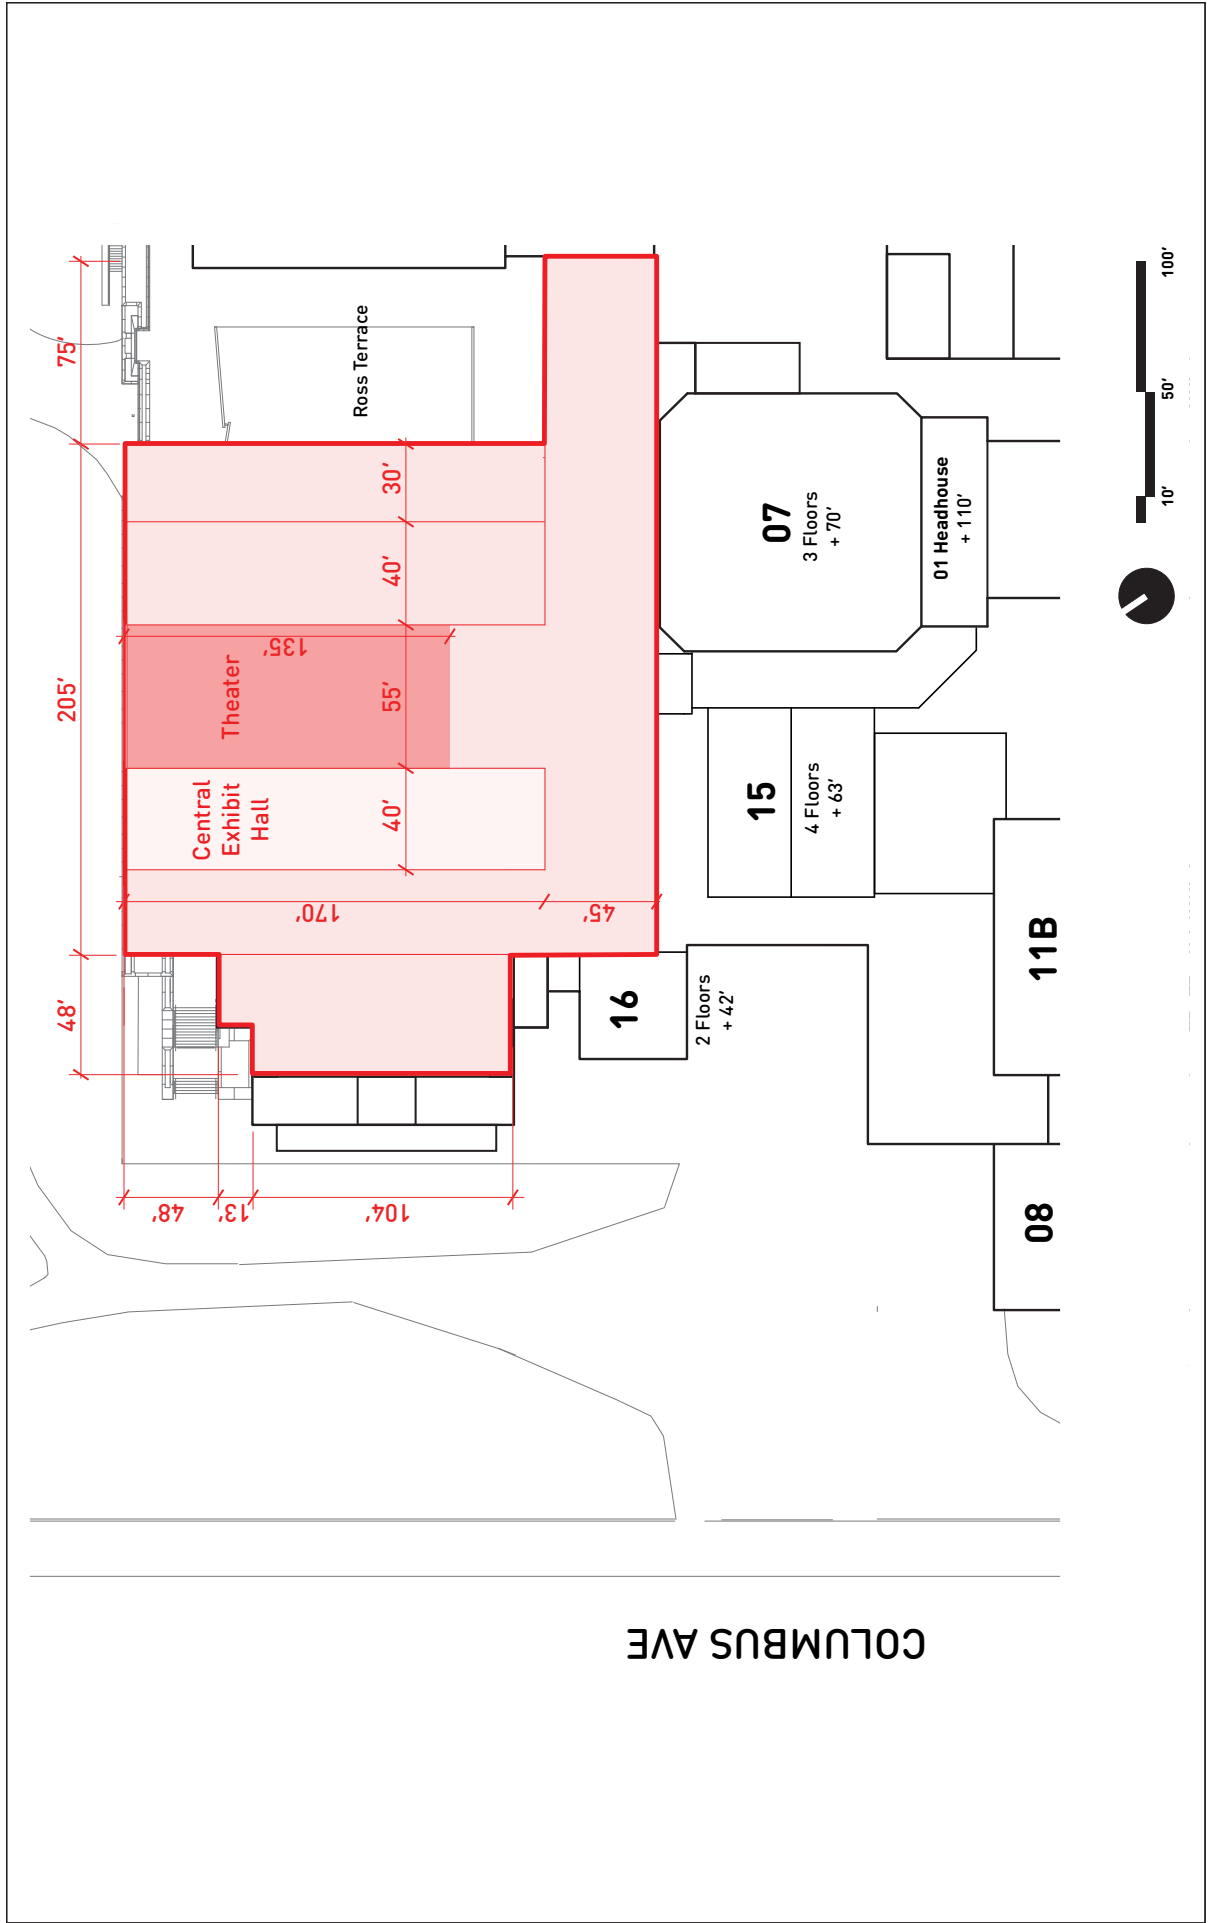 48'
205'
75'
Central
Exhibit
Hall
Theater
Ross Terrace
135'
40'
55'
40'
30'
170'
45'
48'
13'
104'
16
2 Floors
+ 42'
15
4 Floors
+ 63'
07
3 Floors
+ 70'
01 Headhouse
+ 110'
08
11B
10'
50'
100'
COLUMBUS AVE